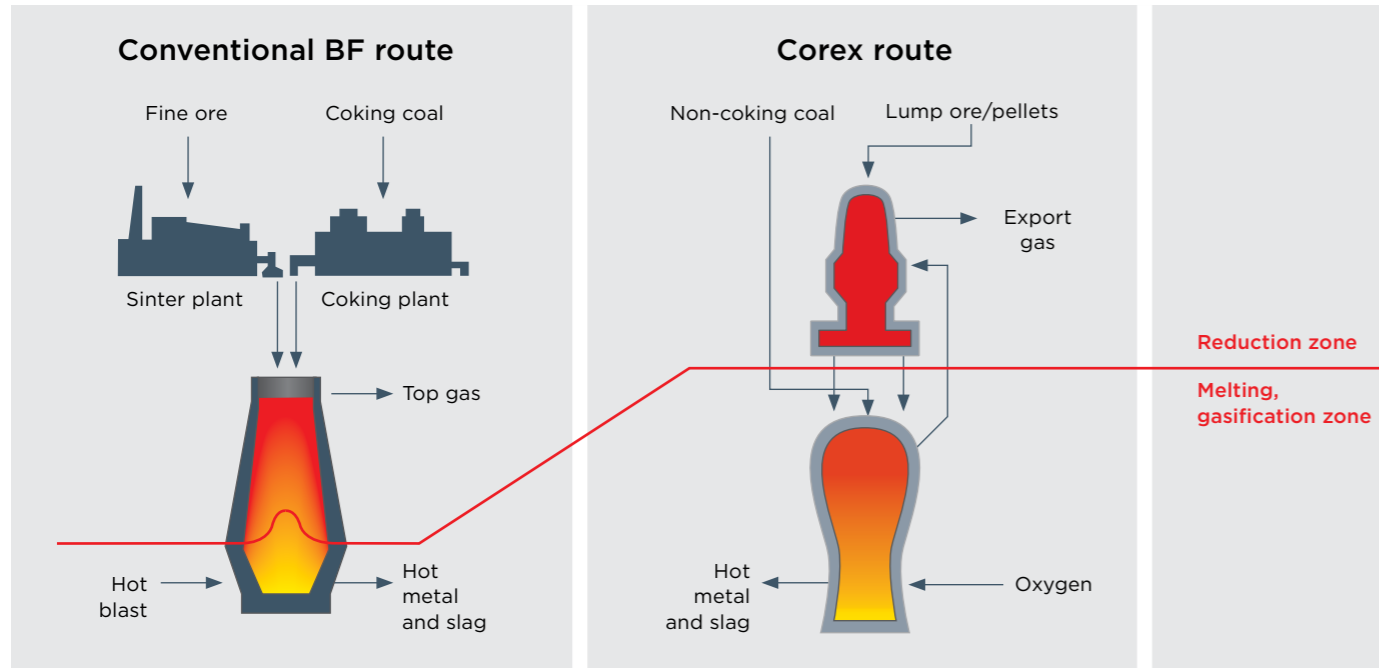 Conventional BF route
Fine ore
Coking coal
Sinter plant
Coking plant
Top gas
Hot
blast
Hot
metal
and slag
Corex route
Non-coking coal
Lump ore/pellets
Export
gas
Hot
metal
and slag
Oxygen
Reduction zone
Melting,
gasification zone